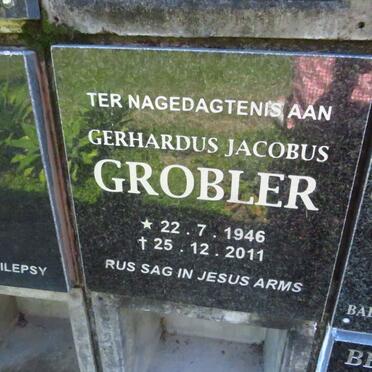 TER NAGEDAGTENIS AAN
GERHARDUS JACOBUS
GROBLER
★ 22 . 7 . 1946
† 25 . 12 . 2011
RUS SAG IN JESUS ARMS
ILEPSY